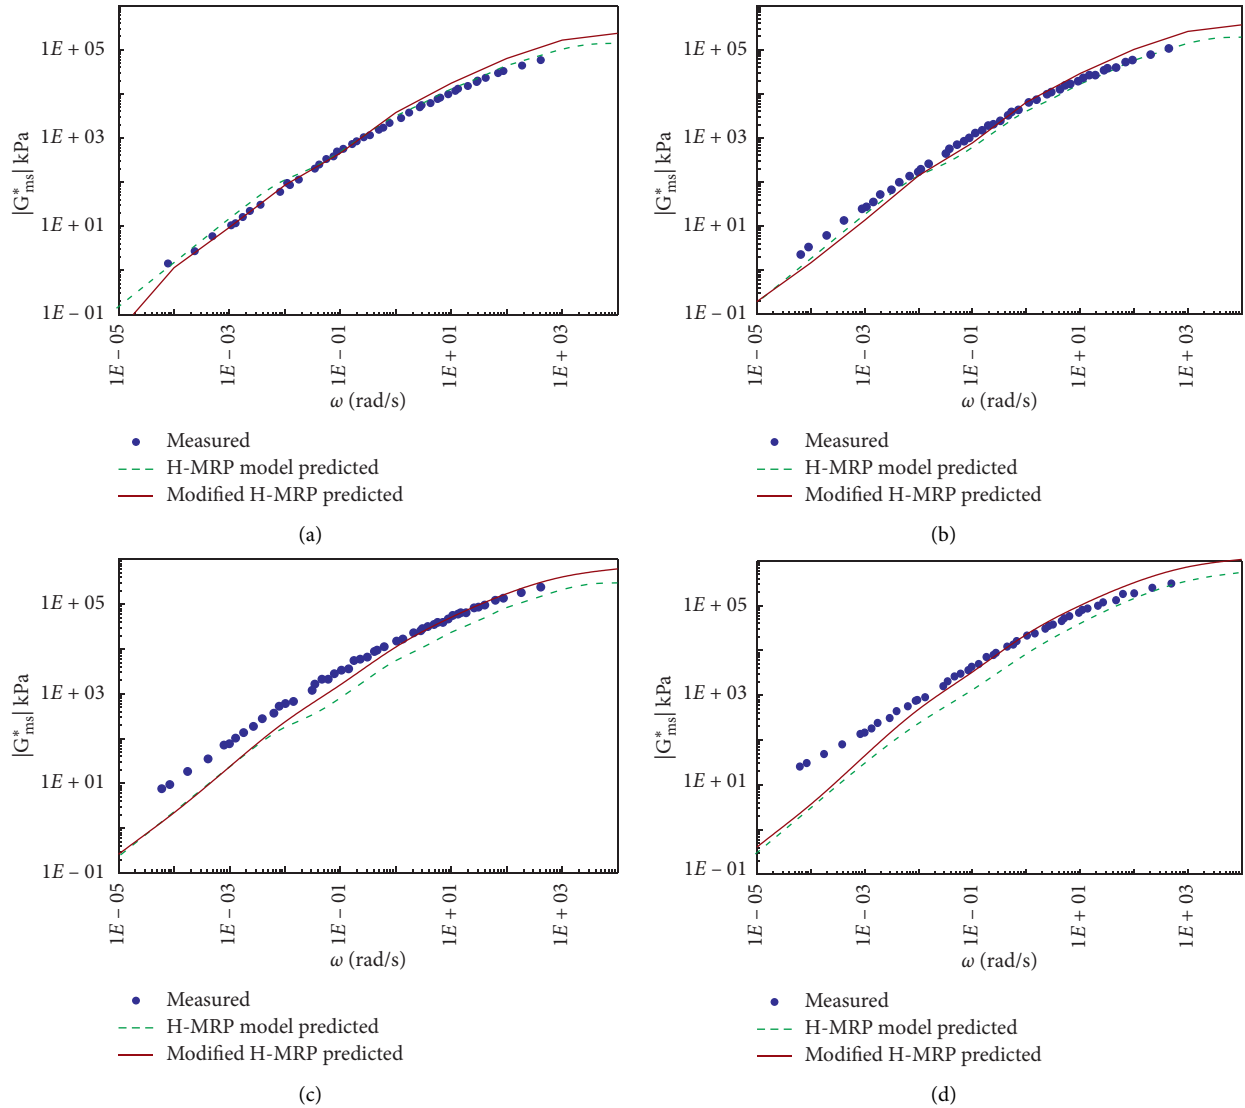 1E + 05
1E + 03
1E + 01
1E – 01
|G*ms| kPa
1E – 05
1E – 03
1E – 01
1E + 01
1E + 03
ω (rad/s)
Measured
H-MRP model predicted
Modified H-MRP predicted
(a)
1E + 05
1E + 03
1E + 01
1E – 01
|G*ms| kPa
1E – 05
1E – 03
1E – 01
1E + 01
1E + 03
ω (rad/s)
Measured
H-MRP model predicted
Modified H-MRP predicted
(b)
1E + 05
1E + 03
1E + 01
1E – 01
|G*ms| kPa
1E – 05
1E – 03
1E – 01
1E + 01
1E + 03
ω (rad/s)
Measured
H-MRP model predicted
Modified H-MRP predicted
(c)
1E + 05
1E + 03
1E + 01
1E – 01
|G*ms| kPa
1E – 05
1E – 03
1E – 01
1E + 01
1E + 03
ω (rad/s)
Measured
H-MRP model predicted
Modified H-MRP predicted
(d)